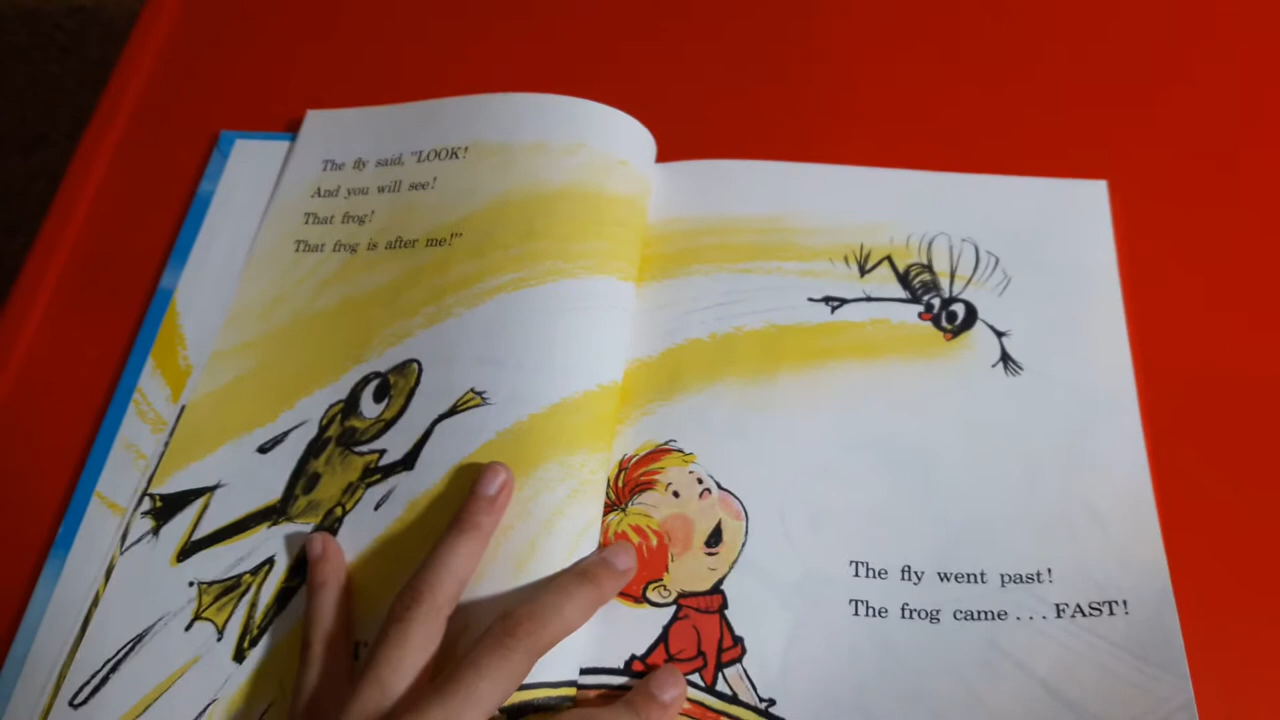 The fly said, "LOOK!
And you will see!
That frog!
That frog is after me!"
The fly went past!
The frog came . . . FAST!